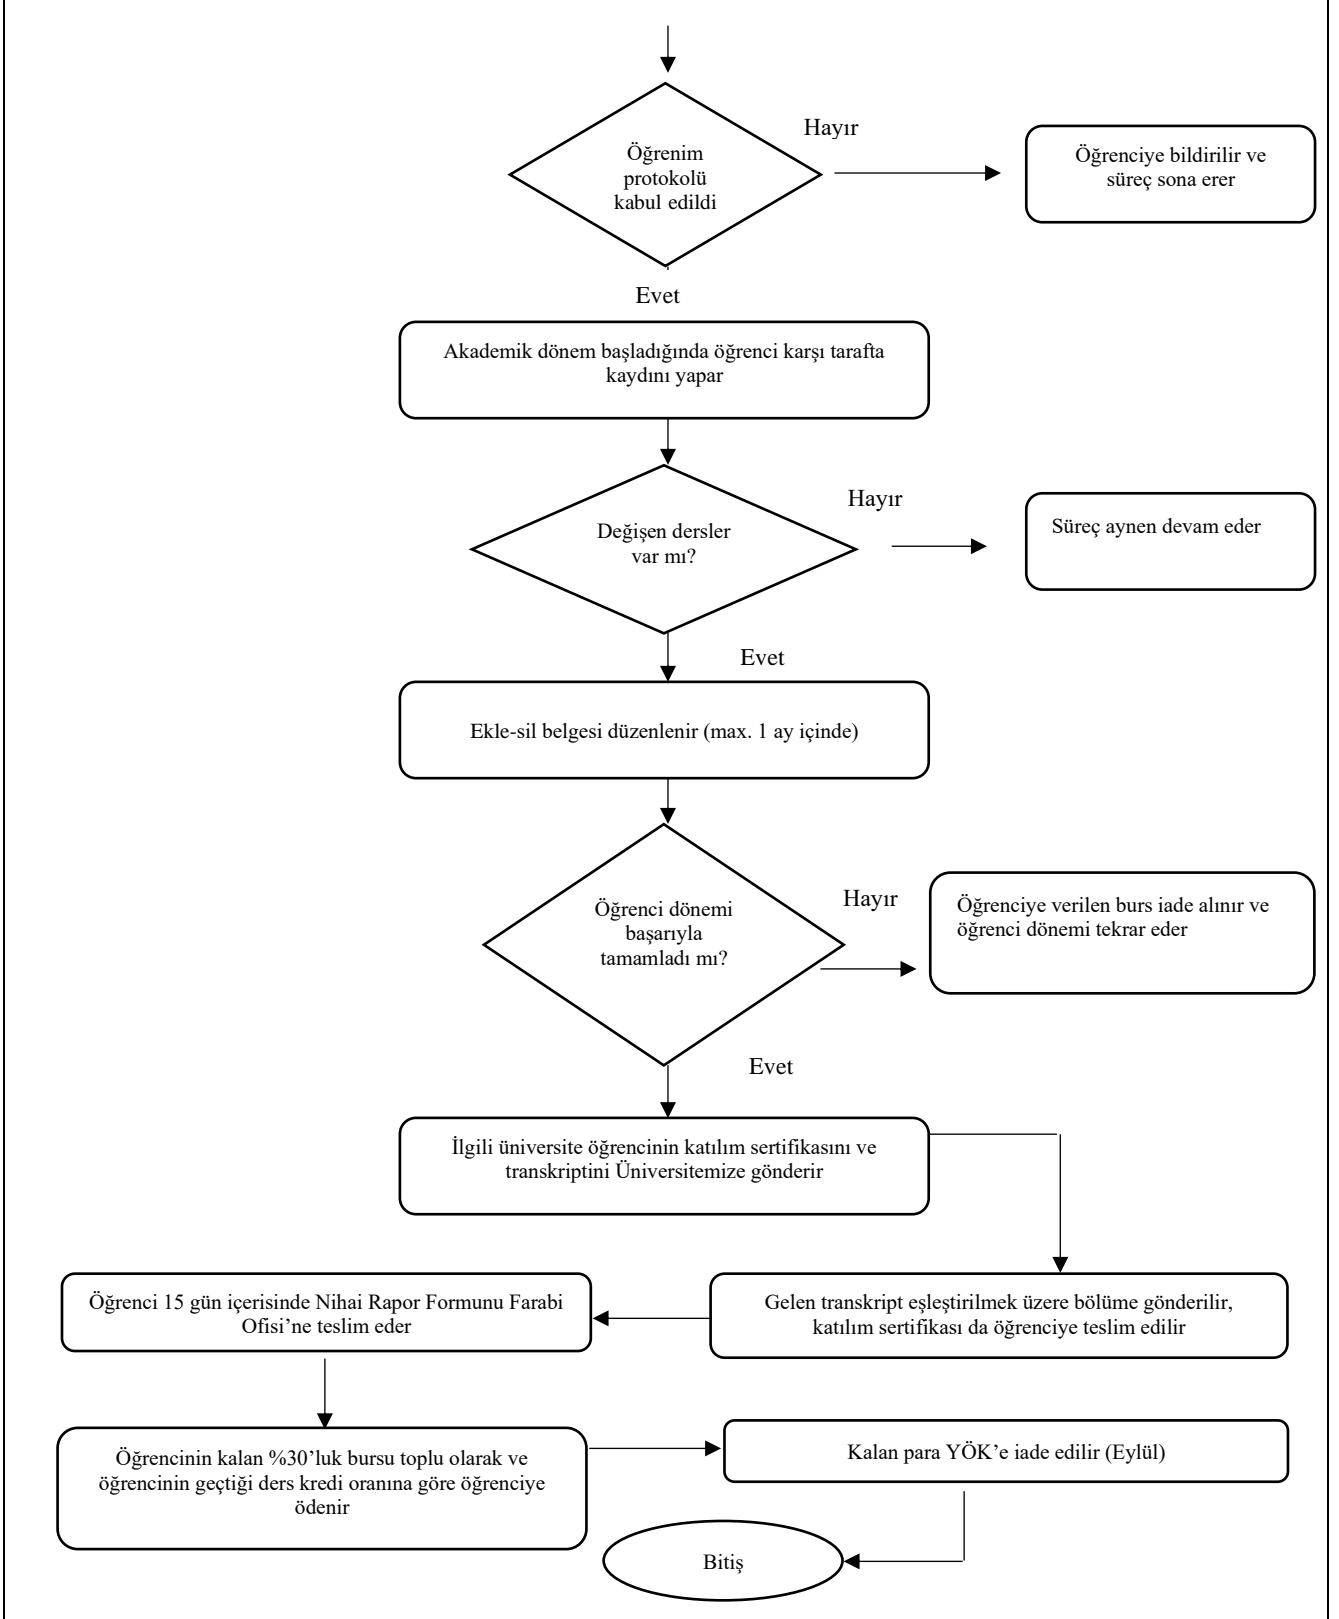 Hayır
Öğrenim
protokolü
kabul edildi
Öğrenciye bildirilir ve
süreç sona erer
Evet
Akademik dönem başladığında öğrenci karşı tarafta
kaydını yapar
Hayır
Değişen dersler
var mı?
Süreç aynen devam eder
Evet
Ekle-sil belgesi düzenlenir (max. 1 ay içinde)
Hayır
Öğrenci dönemi
başarıyla
tamamladı mı?
Öğrenciye verilen burs iade alınır ve
öğrenci dönemi tekrar eder
Evet
İlgili üniversite öğrencinin katılım sertifikasını ve
transkriptini Üniversitemize gönderir
Gelen transkript eşleştirilmek üzere bölüme gönderilir,
katılım sertifikası da öğrenciye teslim edilir
Öğrenci 15 gün içerisinde Nihai Rapor Formunu Farabi
Ofisi’ne teslim eder
Öğrencinin kalan %30’luk bursu toplu olarak ve
öğrencinin geçtiği ders kredi oranına göre öğrenciye
ödenir
Kalan para YÖK’e iade edilir (Eylül)
Bitiş